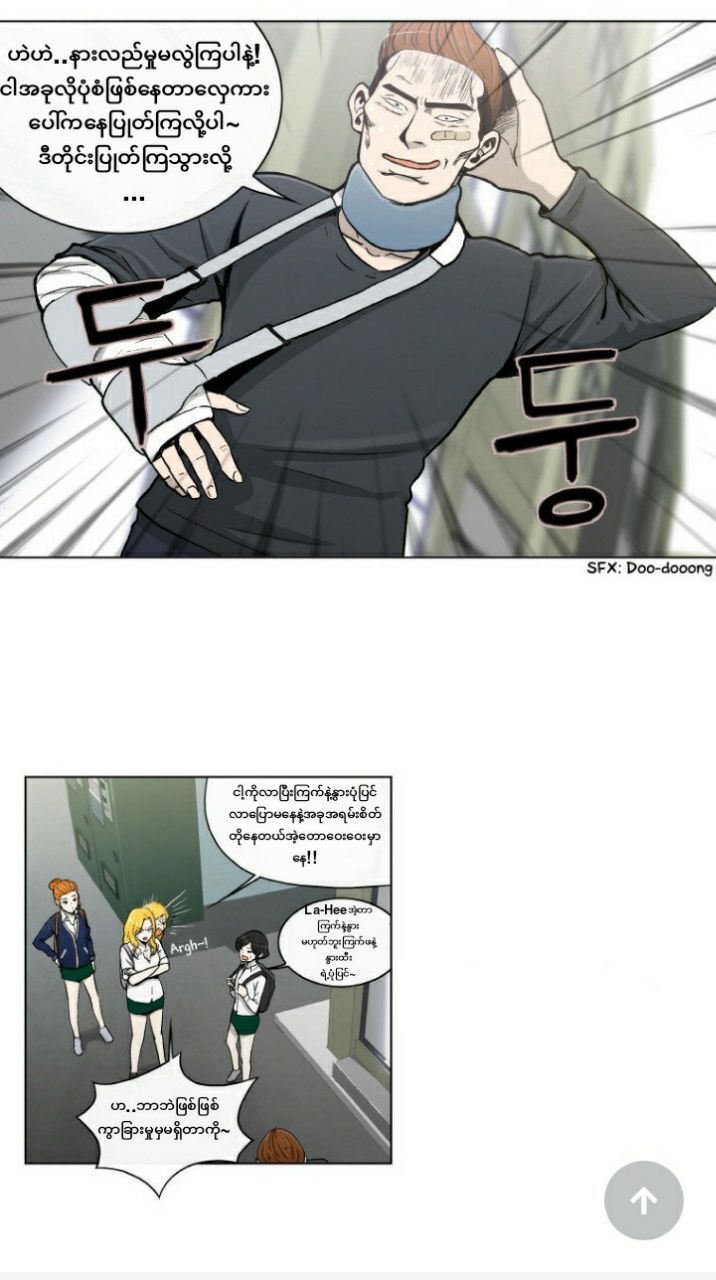 ဟဲဟဲ..နားလည်မှုမလွဲကြပါနဲ့!
ငါအခုလိုပုံစံဖြစ်နေတာလှေကား
ပေါ်ကနေပြုတ်ကြလို့ပါ~
ဒီတိုင်းပြုတ်ကြသွားလို့
...
두
둥
SFX: Doo-dooong
ငါ့ကိုလာပြီးကြက်နဲ့နွားပုံပြင်
လာပြောမနေနဲ့အခုအရမ်းစိတ်
တိုနေတယ်အဲ့တော့ဝေးဝေးမှာ
နေ!!
La-Heeအဲ့တာ
ကြက်နဲ့နွား
မဟုတ်ဘူးကြက်ဖနဲ့
နွားထီး
ရဲ့ပုံပြင်~
Argh~!
ဟ..ဘာဘဲဖြစ်ဖြစ်
ကွာခြားမှုမှမရှိတာကို~